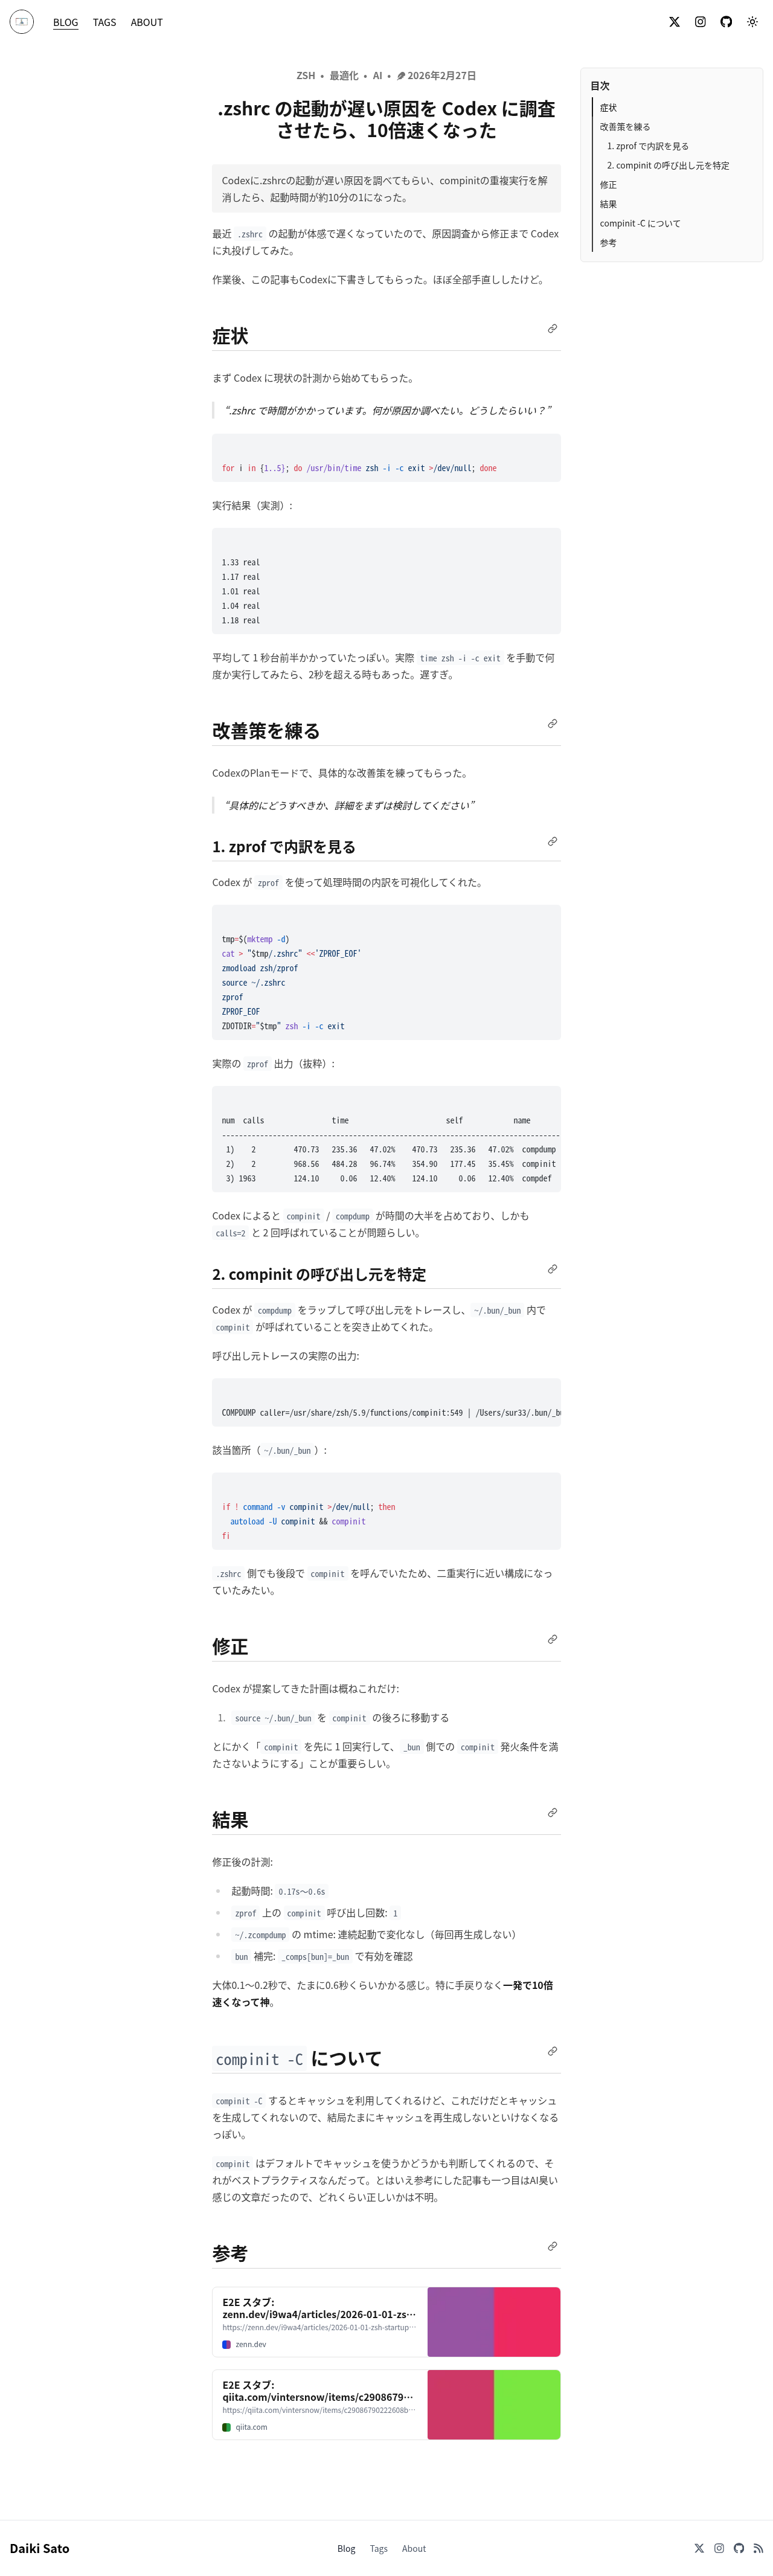 BLOG TAGS ABOUT
ZSH • 最適化 • AI • 2026年2月27日
.zshrc の起動が遅い原因を Codex に調査
させたら、10倍速くなった
Codexに.zshrcの起動が遅い原因を調べてもらい、compinitの重複実行を解
消したら、起動時間が約10分の1になった。
目次
症状
改善策を練る
1. zprof で内訳を見る
2. compinit の呼び出し元を特定
修正
結果
compinit -C について
参考
最近 .zshrc の起動が体感で遅くなっていたので、原因調査から修正まで Codex
に丸投げしてみた。
作業後、この記事もCodexに下書きしてもらった。ほぼ全部手直ししたけど。
症状
まず Codex に現状の計測から始めてもらった。
“.zshrc で時間がかかっています。何が原因か調べたい。どうしたらいい？”
for i in {1..5}; do /usr/bin/time zsh -i -c exit >/dev/null; done
実行結果（実測）:
1.33 real
1.17 real
1.01 real
1.04 real
1.18 real
平均して 1 秒台前半かかっていたっぽい。実際 time zsh -i -c exit を手動で何
度か実行してみたら、2秒を超える時もあった。遅すぎ。
改善策を練る
CodexのPlanモードで、具体的な改善策を練ってもらった。
“具体的にどうすべきか、詳細をまずは検討してください”
1. zprof で内訳を見る
Codex が zprof を使って処理時間の内訳を可視化してくれた。
tmp=$(mktemp -d)
cat > "$tmp/.zshrc" <<'ZPROF_EOF'
zmodload zsh/zprof
source ~/.zshrc
zprof
ZPROF_EOF
ZDOTDIR="$tmp" zsh -i -c exit
実際の zprof 出力（抜粋）:
num calls time self name
-----------------------------------------------------------------------------------
1) 2 470.73 235.36 47.02% 470.73 235.36 47.02% compdump
2) 2 968.56 484.28 96.74% 354.90 177.45 35.45% compinit
3) 1963 124.10 0.06 12.40% 124.10 0.06 12.40% compdef
Codex によると compinit / compdump が時間の大半を占めており、しかも
calls=2 と 2 回呼ばれていることが問題らしい。
2. compinit の呼び出し元を特定
Codex が compdump をラップして呼び出し元をトレースし、 ~/.bun/_bun 内で
compinit が呼ばれていることを突き止めてくれた。
呼び出し元トレースの実際の出力:
COMPDUMP caller=/usr/share/zsh/5.9/functions/compinit:549 | /Users/sur33/.bun/_b
該当箇所（ ~/.bun/_bun ）:
if ! command -v compinit >/dev/null; then
autoload -U compinit && compinit
fi
.zshrc 側でも後段で compinit を呼んでいたため、二重実行に近い構成になっ
ていたみたい。
修正
Codex が提案してきた計画は概ねこれだけ:
1. source ~/.bun/_bun を compinit の後ろに移動する
とにかく「 compinit を先に 1 回実行して、 _bun 側での compinit 発火条件を満
たさないようにする」ことが重要らしい。
結果
修正後の計測:
• 起動時間: 0.17s〜0.6s
• zprof 上の compinit 呼び出し回数: 1
• ~/.zcompdump の mtime: 連続起動で変化なし（毎回再生成しない）
• bun 補完: _comps[bun]=_bun で有効を確認
大体0.1〜0.2秒で、たまに0.6秒くらいかかる感じ。特に手戻りなく一発で10倍
速くなって神。
compinit -C について
compinit -C するとキャッシュを利用してくれるけど、これだけだとキャッシュ
を生成してくれないので、結局たまにキャッシュを再生成しないといけなくなる
っぽい。
compinit はデフォルトでキャッシュを使うかどうかも判断してくれるので、そ
れがベストプラクティスなんだって。とはいえ参考にした記事も一つ目はAI臭い
感じの文章だったので、どれくらい正しいかは不明。
参考
E2E スタブ:
zenn.dev/i9wa4/articles/2026-01-01-zs…
https://zenn.dev/i9wa4/articles/2026-01-01-zsh-startup…
zenn.dev
E2E スタブ:
qiita.com/vintersnow/items/c2908679…
https://qiita.com/vintersnow/items/c29086790222608b…
qiita.com
Daiki Sato
Blog Tags About